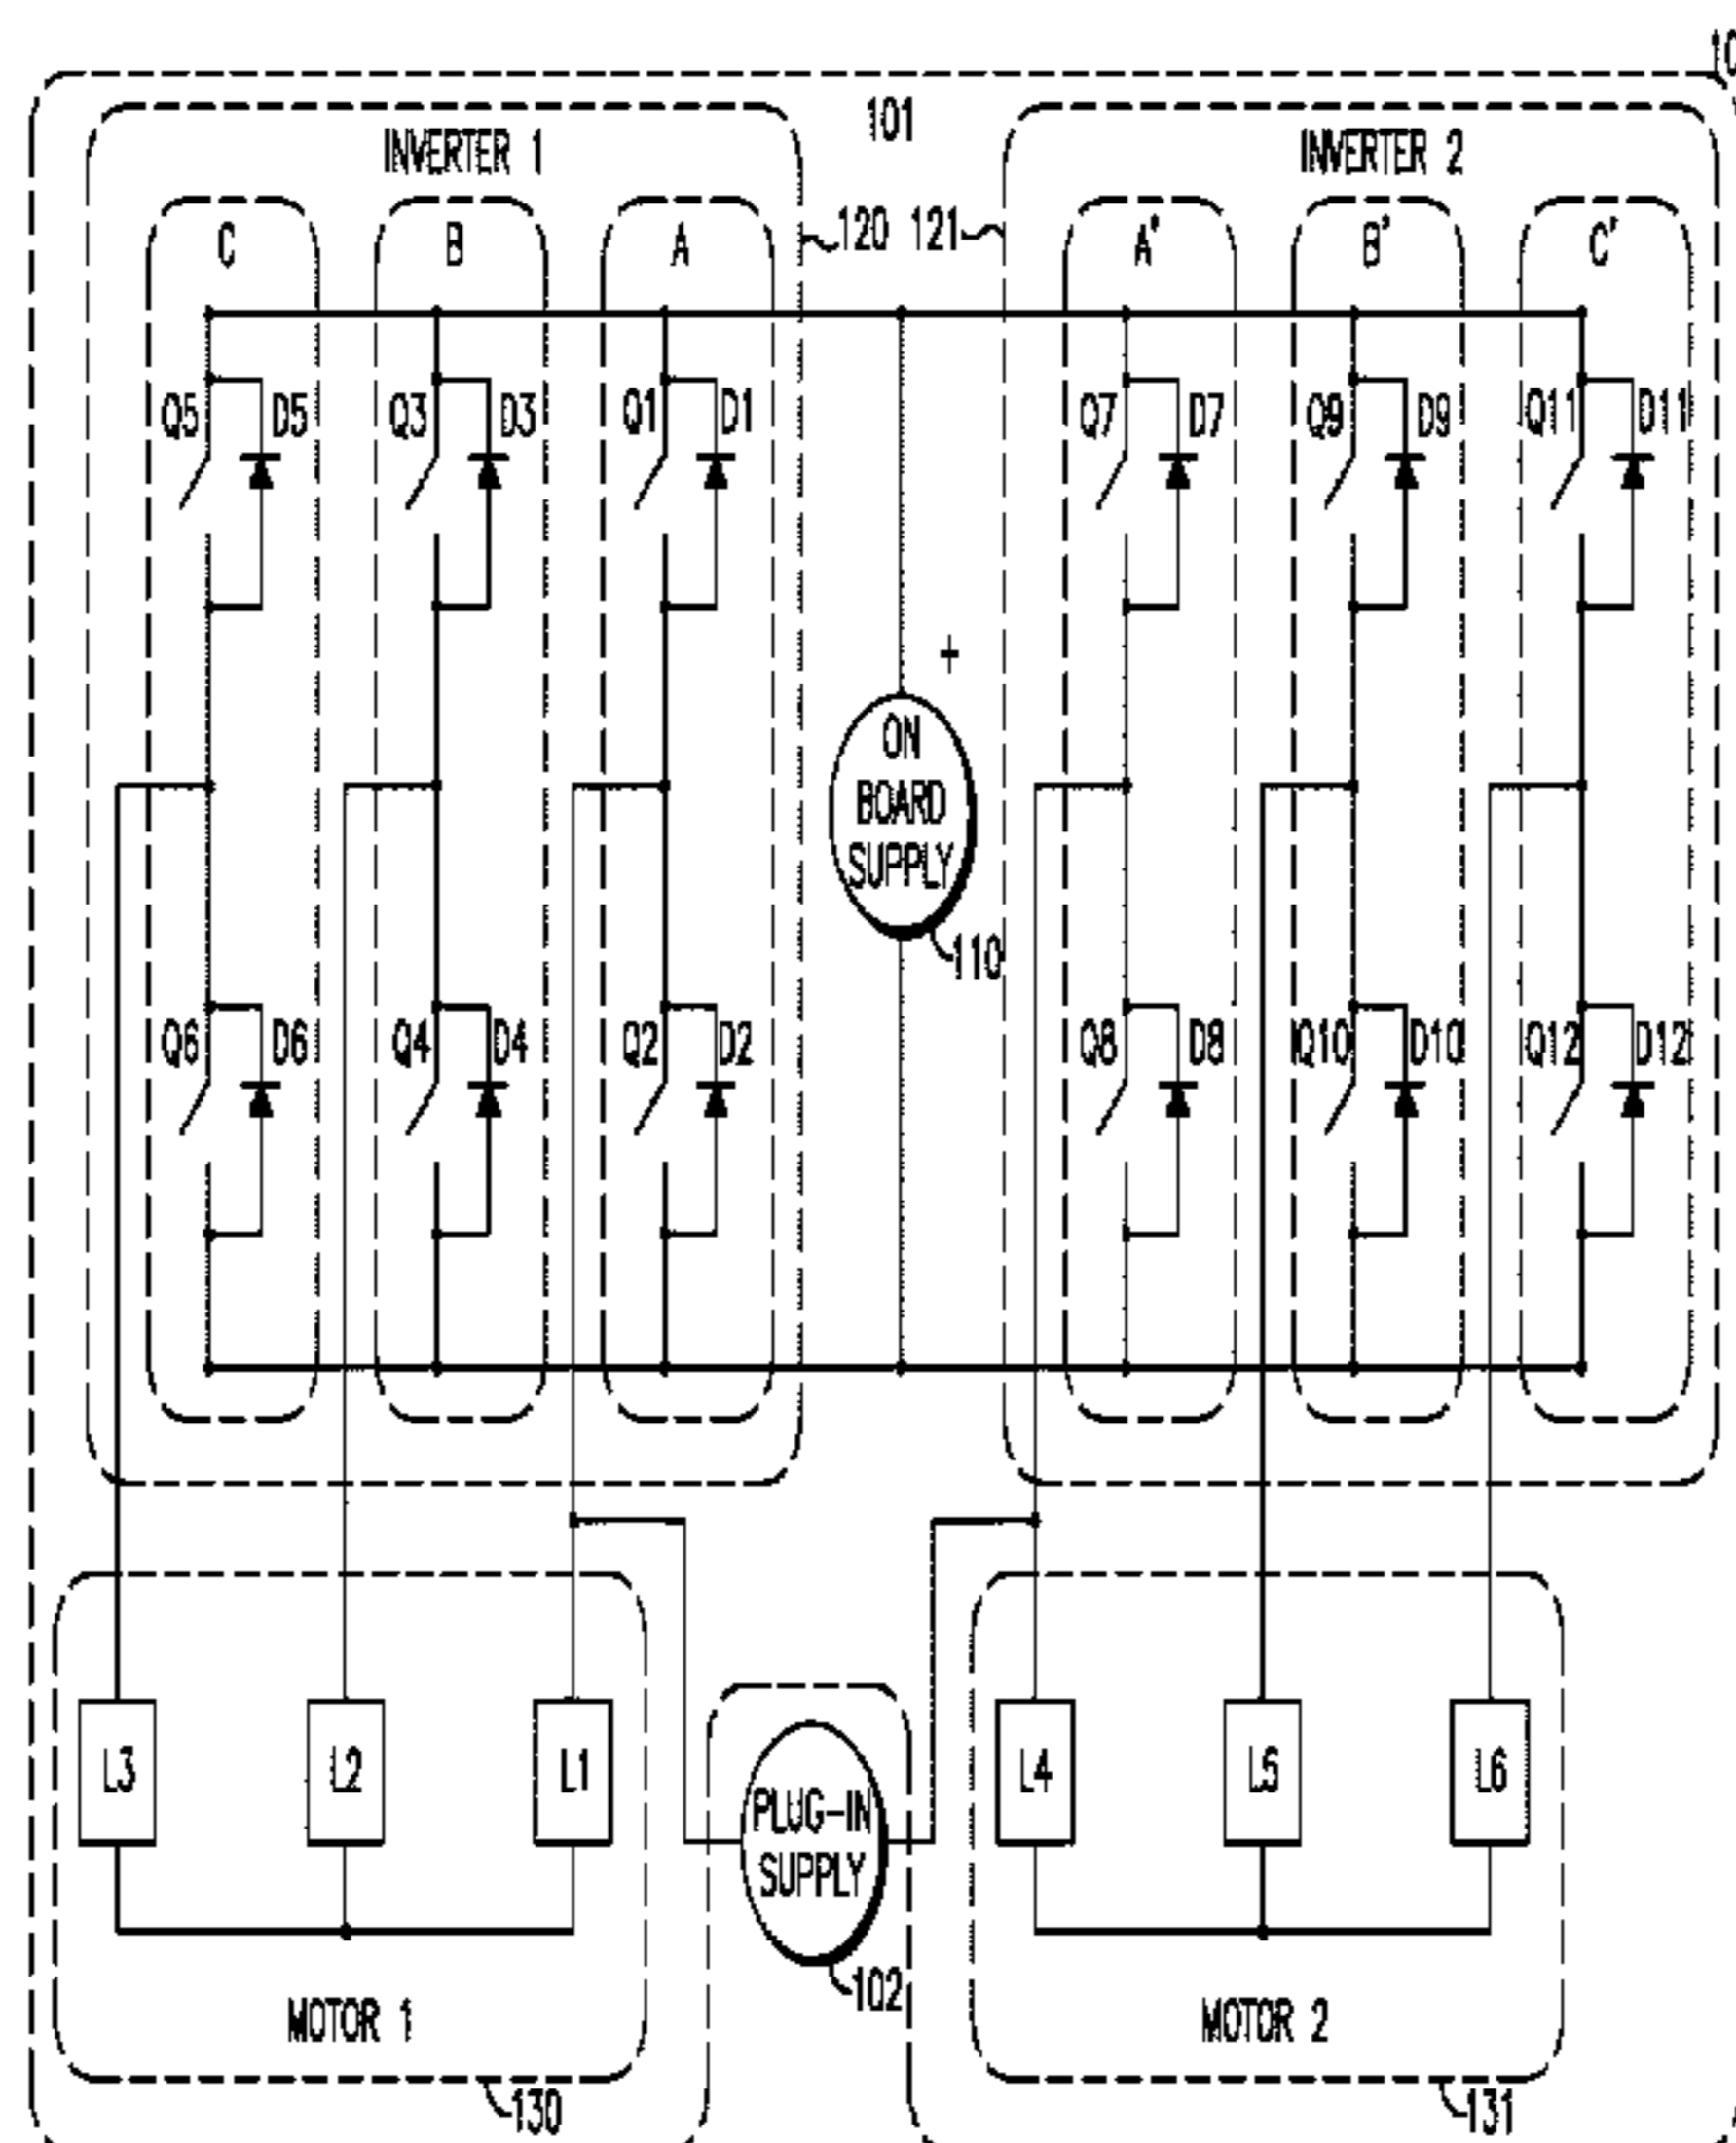 101
INVERTER 1
INVERTER 2
C
B
A
120
121
A'
B'
C'
Q5
D5
Q3
D3
Q1
D1
Q7
D7
Q9
D9
Q11
D11
+
ON
BOARD
SUPPLY
110
Q6
D6
Q4
D4
Q2
D2
Q8
D8
Q10
D10
Q12
D12
L3
L2
L1
PLUG-IN
SUPPLY
L4
L5
L6
102
MOTOR 1
MOTOR 2
130
131